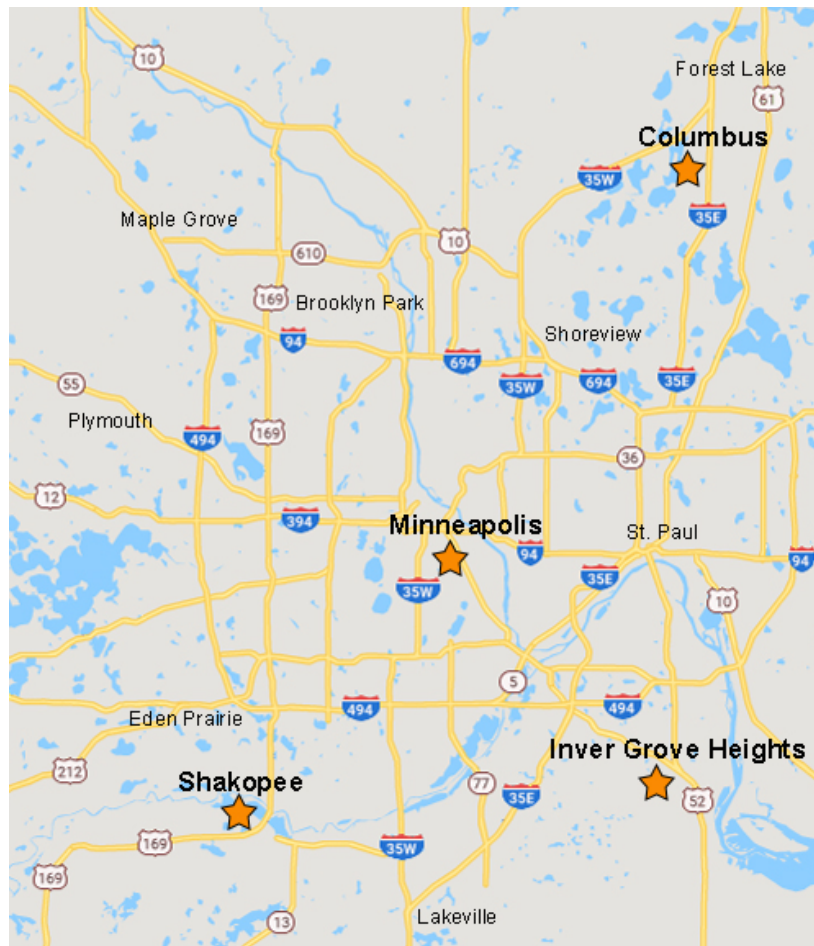 10
Forest Lake
61
Columbus
35W
35E
Maple Grove
10
610
169
Brooklyn Park
Shoreview
94
694
35W
694
35E
55
Plymouth
494
169
36
12
394
Minneapolis
St. Paul
94
94
35W
35E
10
5
494
494
Eden Prairie
Inver Grove Heights
212
Shakopee
77
35E
52
169
35W
169
Lakeville
13